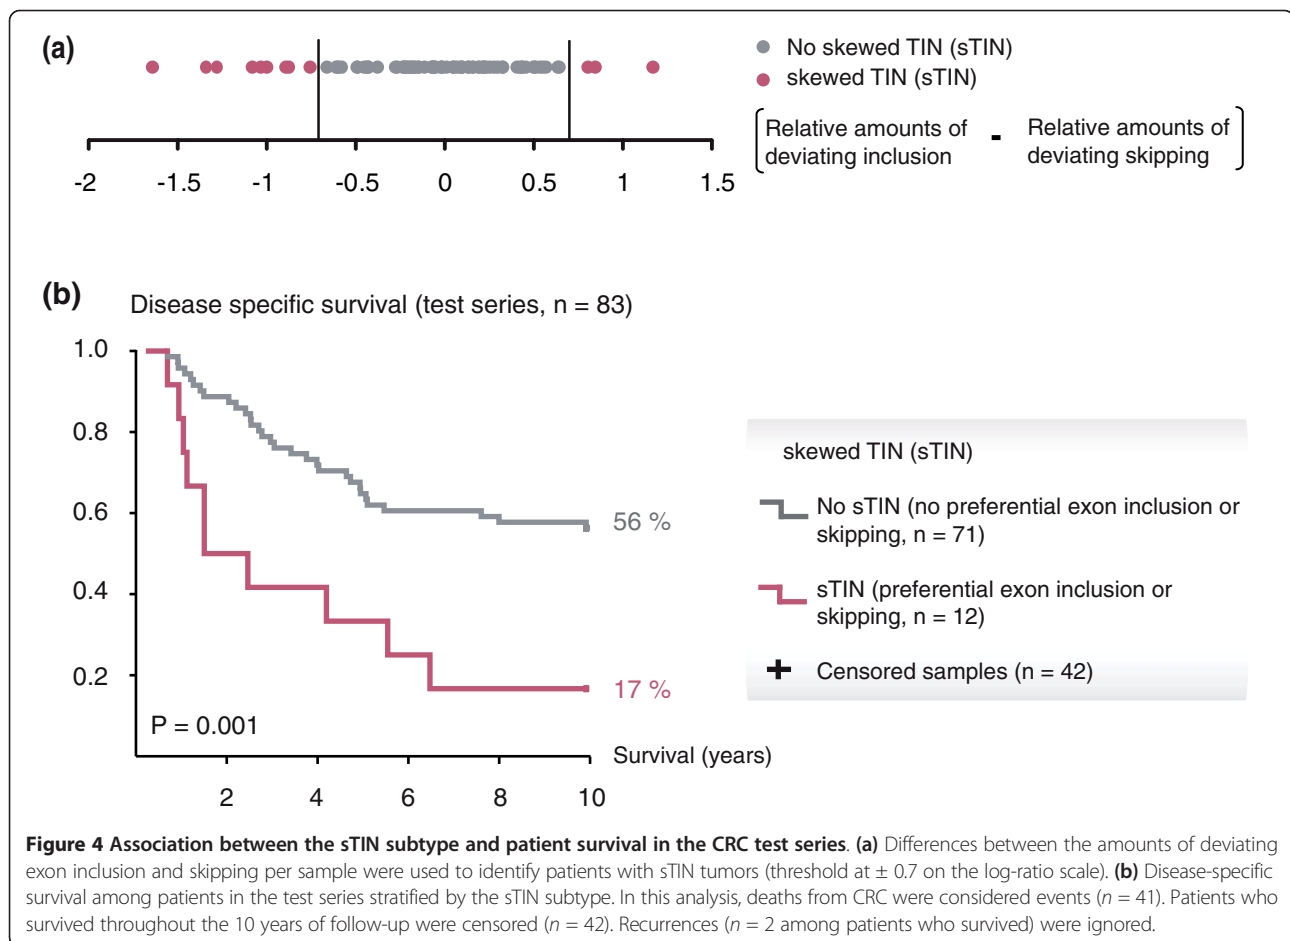 (a)
No skewed TIN (sTIN)
skewed TIN (sTIN)
Relative amounts of deviating inclusion - Relative amounts of deviating skipping
-2 -1.5 -1 -0.5 0 0.5 1 1.5
(b)
Disease specific survival (test series, n = 83)
1.0
0.8
0.6
0.4
0.2
56 %
17 %
P = 0.001
Survival (years)
2 4 6 8 10
skewed TIN (sTIN)
No sTIN (no preferential exon inclusion or
skipping, n = 71)
sTIN (preferential exon inclusion or
skipping, n = 12)
+ Censored samples (n = 42)
Figure 4 Association between the sTIN subtype and patient survival in the CRC test series. (a) Differences between the amounts of deviating
exon inclusion and skipping per sample were used to identify patients with sTIN tumors (threshold at ± 0.7 on the log-ratio scale). (b) Disease-specific
survival among patients in the test series stratified by the sTIN subtype. In this analysis, deaths from CRC were considered events (n = 41). Patients who
survived throughout the 10 years of follow-up were censored (n = 42). Recurrences (n = 2 among patients who survived) were ignored.